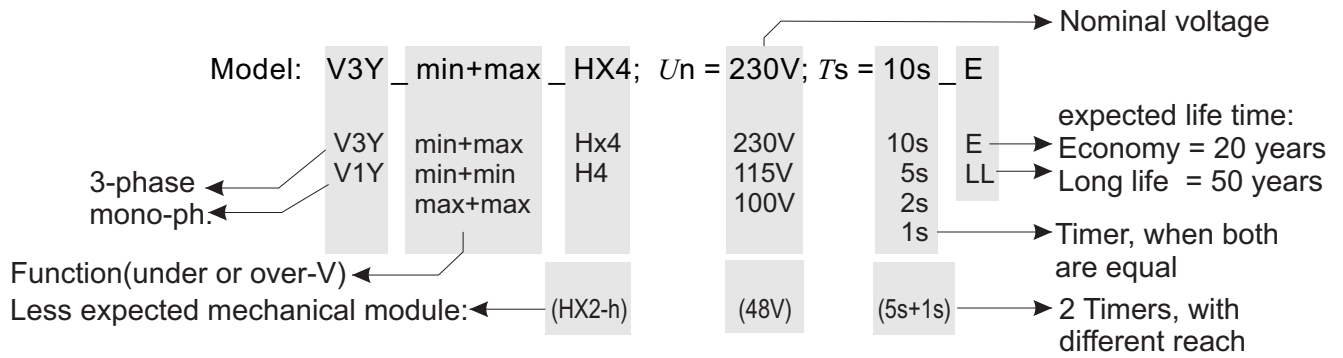 Nominal voltage
Model: V3Y _ min+max _ HX4; Un = 230V; Ts = 10s _ E
expected life time:
V3Y min+max Hx4 230V 10s E Economy = 20 years
3-phase V1Y min+min H4 115V 5s LL Long life = 50 years
mono-ph. max+max 100V 2s
1s Timer, when both
are equal
Function(under or over-V)
Less expected mechanical module: (HX2-h) (48V) (5s+1s) 2 Timers, with
different reach